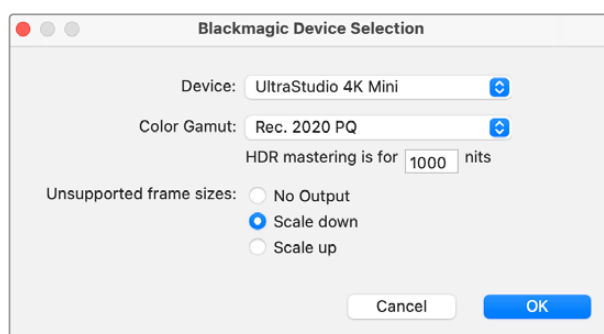 Blackmagic Device Selection
Device: UltraStudio 4K Mini
Color Gamut: Rec. 2020 PQ
HDR mastering is for 1000 nits
Unsupported frame sizes: No Output
Scale down
Scale up
Cancel OK